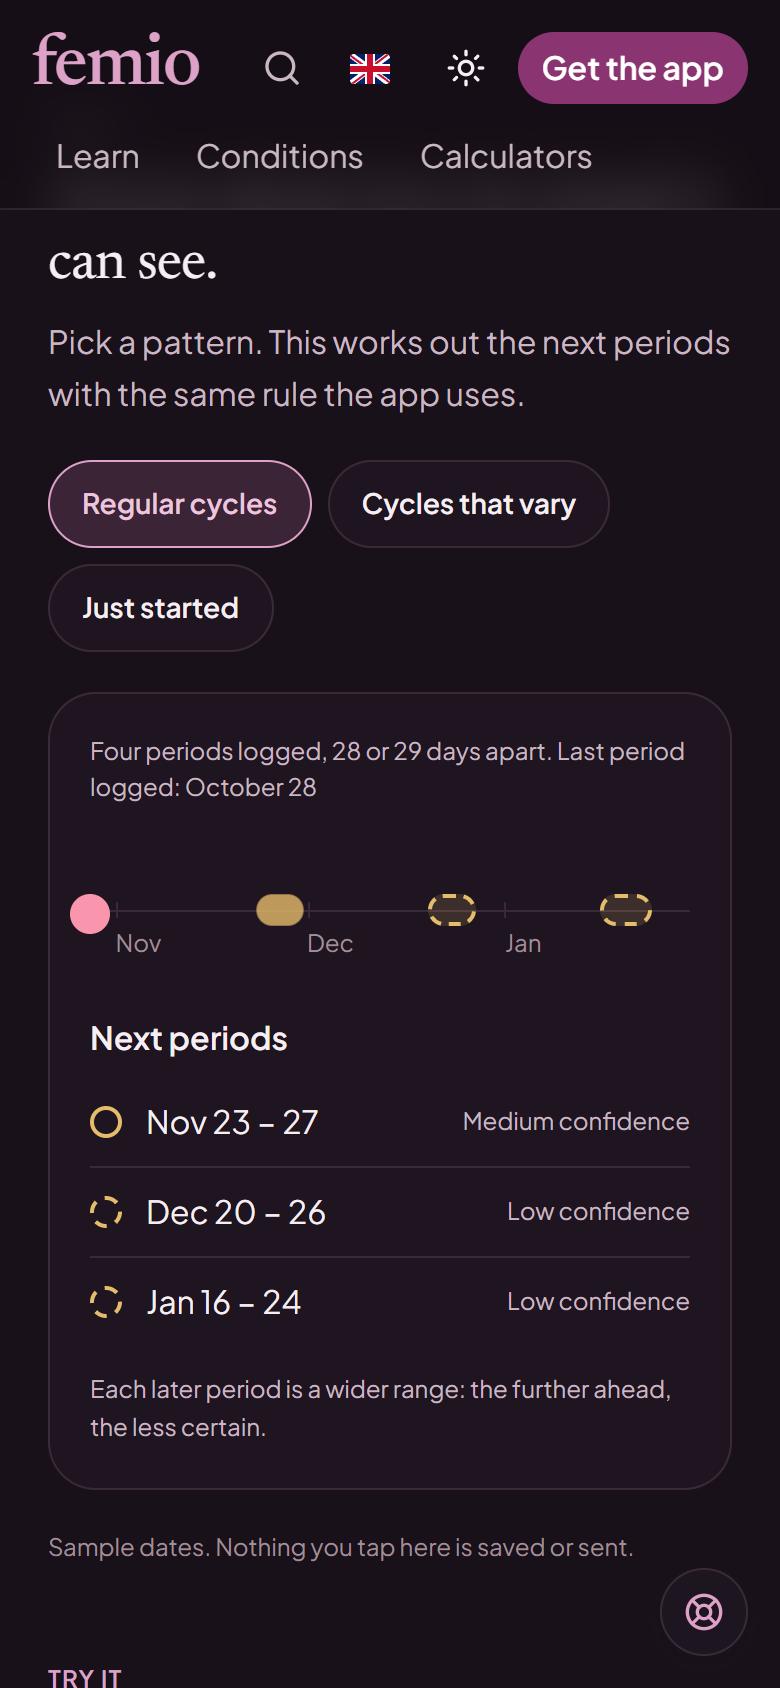 femio
Get the app
Learn
Conditions
Calculators
can see.
Pick a pattern. This works out the next periods
with the same rule the app uses.
Regular cycles
Cycles that vary
Just started
Four periods logged, 28 or 29 days apart. Last period
logged: October 28
Nov
Dec
Jan
Next periods
Nov 23 – 27
Medium confidence
Dec 20 – 26
Low confidence
Jan 16 – 24
Low confidence
Each later period is a wider range: the further ahead,
the less certain.
Sample dates. Nothing you tap here is saved or sent.
TRY IT